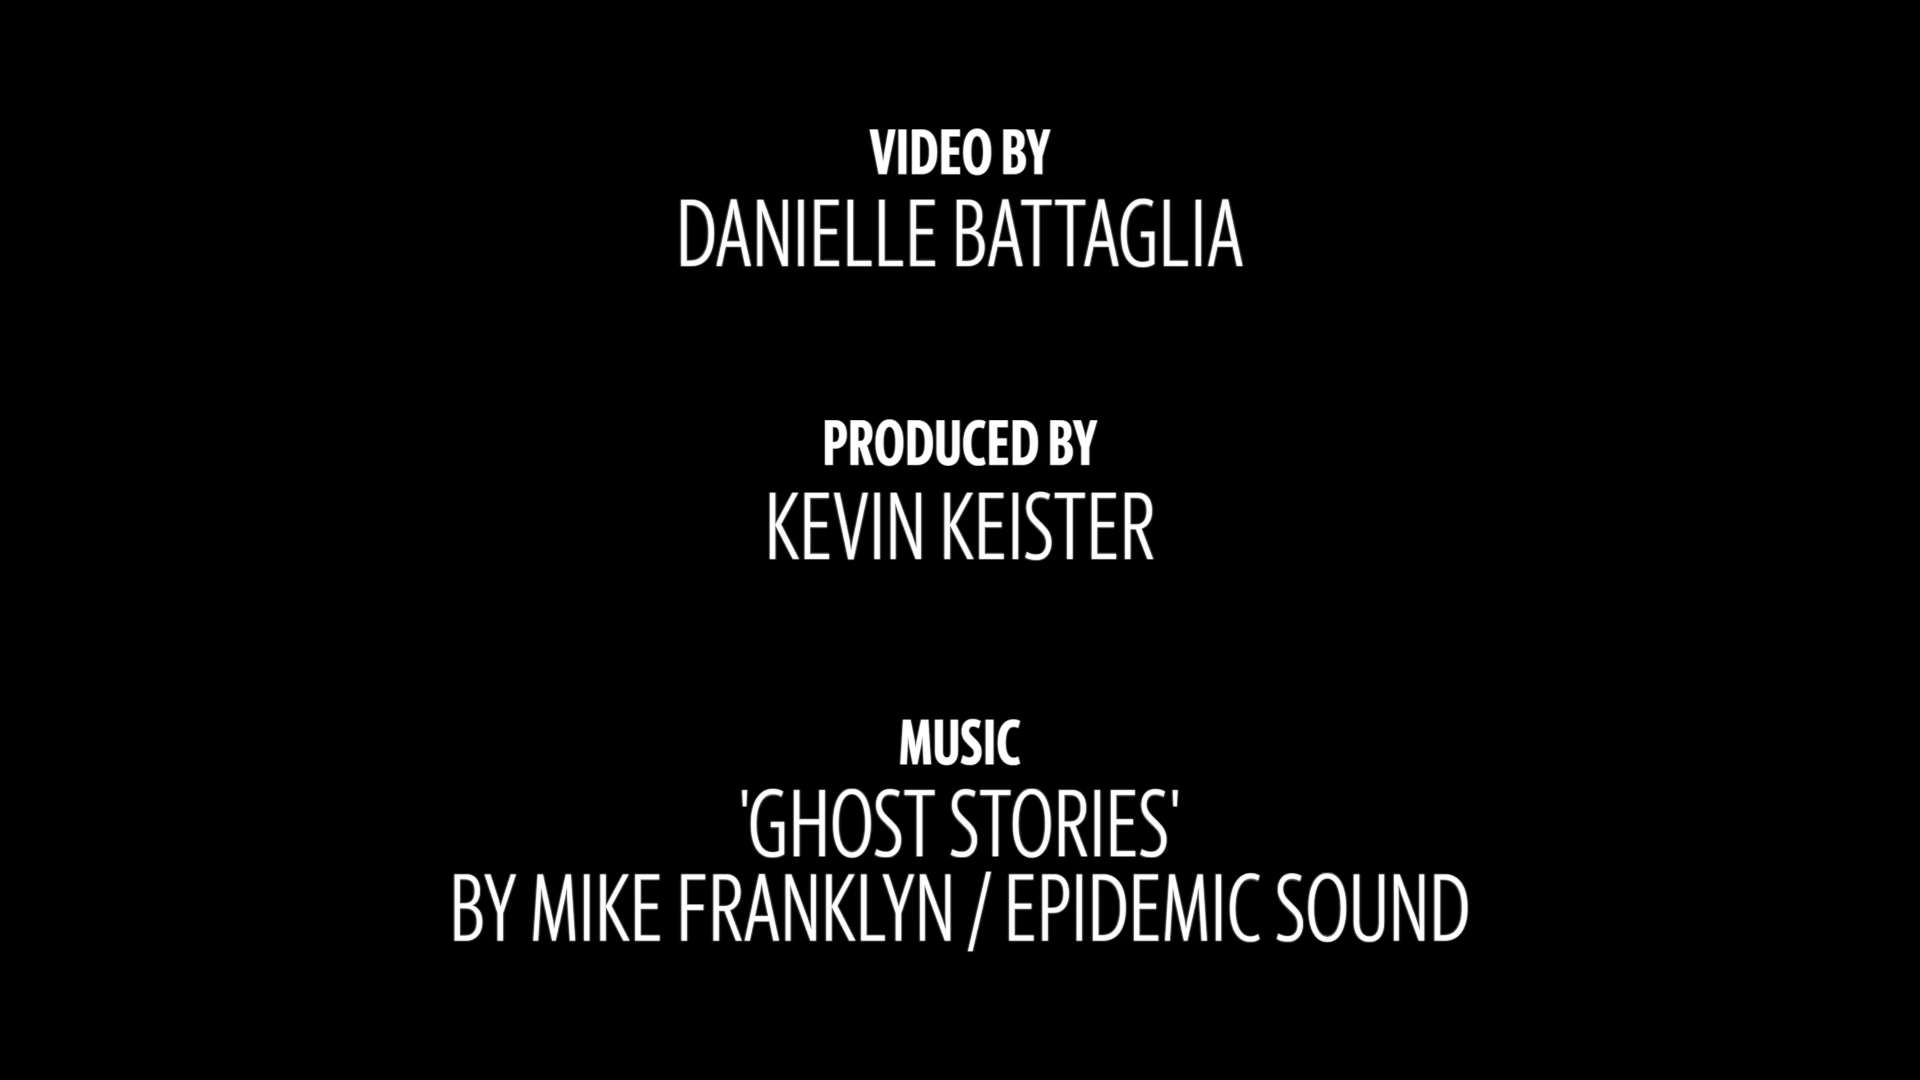 VIDEO BY
DANIELLE BATTAGLIA
PRODUCED BY
KEVIN KEISTER
MUSIC
'GHOST STORIES'
BY MIKE FRANKLYN / EPIDEMIC SOUND